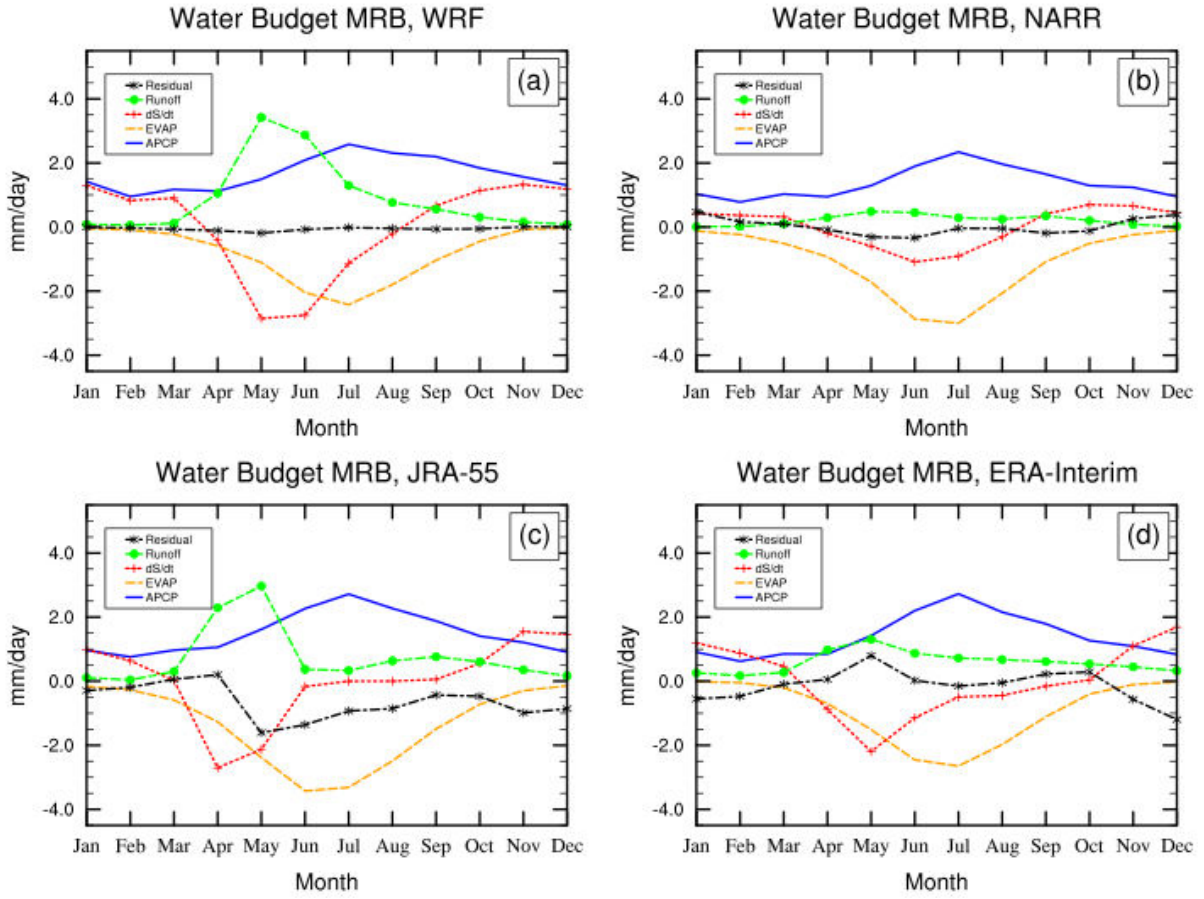 Water Budget MRB, WRF
(a)
Residual
Runoff
dS/dt
EVAP
APCP
4.0
2.0
0.0
-2.0
-4.0
mm/day
Jan Feb Mar Apr May Jun Jul Aug Sep Oct Nov Dec
Month
Water Budget MRB, NARR
(b)
Residual
Runoff
dS/dt
EVAP
APCP
4.0
2.0
0.0
-2.0
-4.0
mm/day
Jan Feb Mar Apr May Jun Jul Aug Sep Oct Nov Dec
Month
Water Budget MRB, JRA-55
(c)
Residual
Runoff
dS/dt
EVAP
APCP
4.0
2.0
0.0
-2.0
-4.0
mm/day
Jan Feb Mar Apr May Jun Jul Aug Sep Oct Nov Dec
Month
Water Budget MRB, ERA-Interim
(d)
Residual
Runoff
dS/dt
EVAP
APCP
4.0
2.0
0.0
-2.0
-4.0
mm/day
Jan Feb Mar Apr May Jun Jul Aug Sep Oct Nov Dec
Month